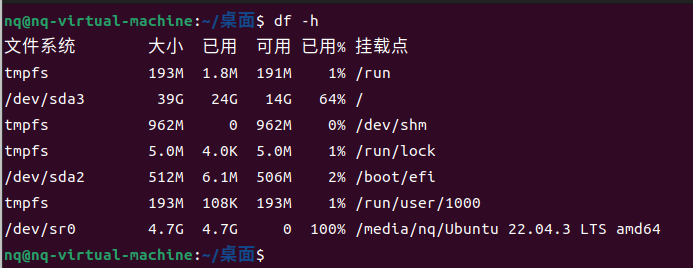 nq@nq-virtual-machine:~/桌面$ df -h
文件系统 大小 已用 可用 已用% 挂载点
tmpfs 193M 1.8M 191M 1% /run
/dev/sda3 39G 24G 14G 64% /
tmpfs 962M 0 962M 0% /dev/shm
tmpfs 5.0M 4.0K 5.0M 1% /run/lock
/dev/sda2 512M 6.1M 506M 2% /boot/efi
tmpfs 193M 108K 193M 1% /run/user/1000
/dev/sr0 4.7G 4.7G 0 100% /media/nq/Ubuntu 22.04.3 LTS amd64
nq@nq-virtual-machine:~/桌面$